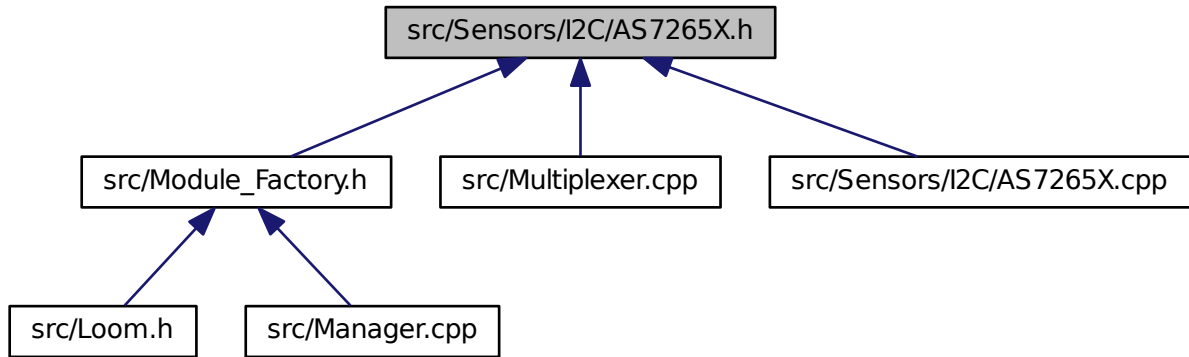 src/Sensors/I2C/AS7265X.h
src/Module_Factory.h
src/Multiplexer.cpp
src/Sensors/I2C/AS7265X.cpp
src/Loom.h
src/Manager.cpp